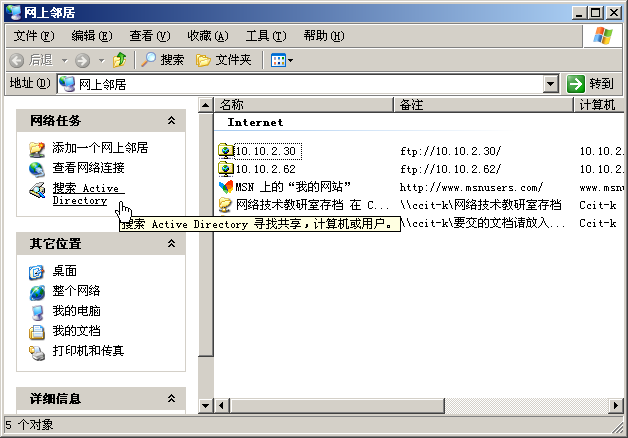 网上邻居
文件(F) 编辑(E) 查看(V) 收藏(A) 工具(T) 帮助(H)
后退 搜索 文件夹
地址(D) 网上邻居 转到
网络任务
添加一个网上邻居
查看网络连接
搜索 Active
Directory
搜索 Active Directory 寻找共享，计算机或用户。
其它位置
桌面
整个网络
我的电脑
我的文档
打印机和传真
详细信息
名称 备注 计算机
Internet
10.10.2.30 ftp://10.10.2.30/ 10.10.2.
10.10.2.62 ftp://10.10.2.62/ 10.10.2.
MSN 上的“我的网站” http://www.msnusers.com/ www.msnu
网络技术教研室存档 在 C... \\ccit-k\网络技术教研室存档 Ccit-k
\\ccit-k\要交的文档请放入... Ccit-k
5 个对象